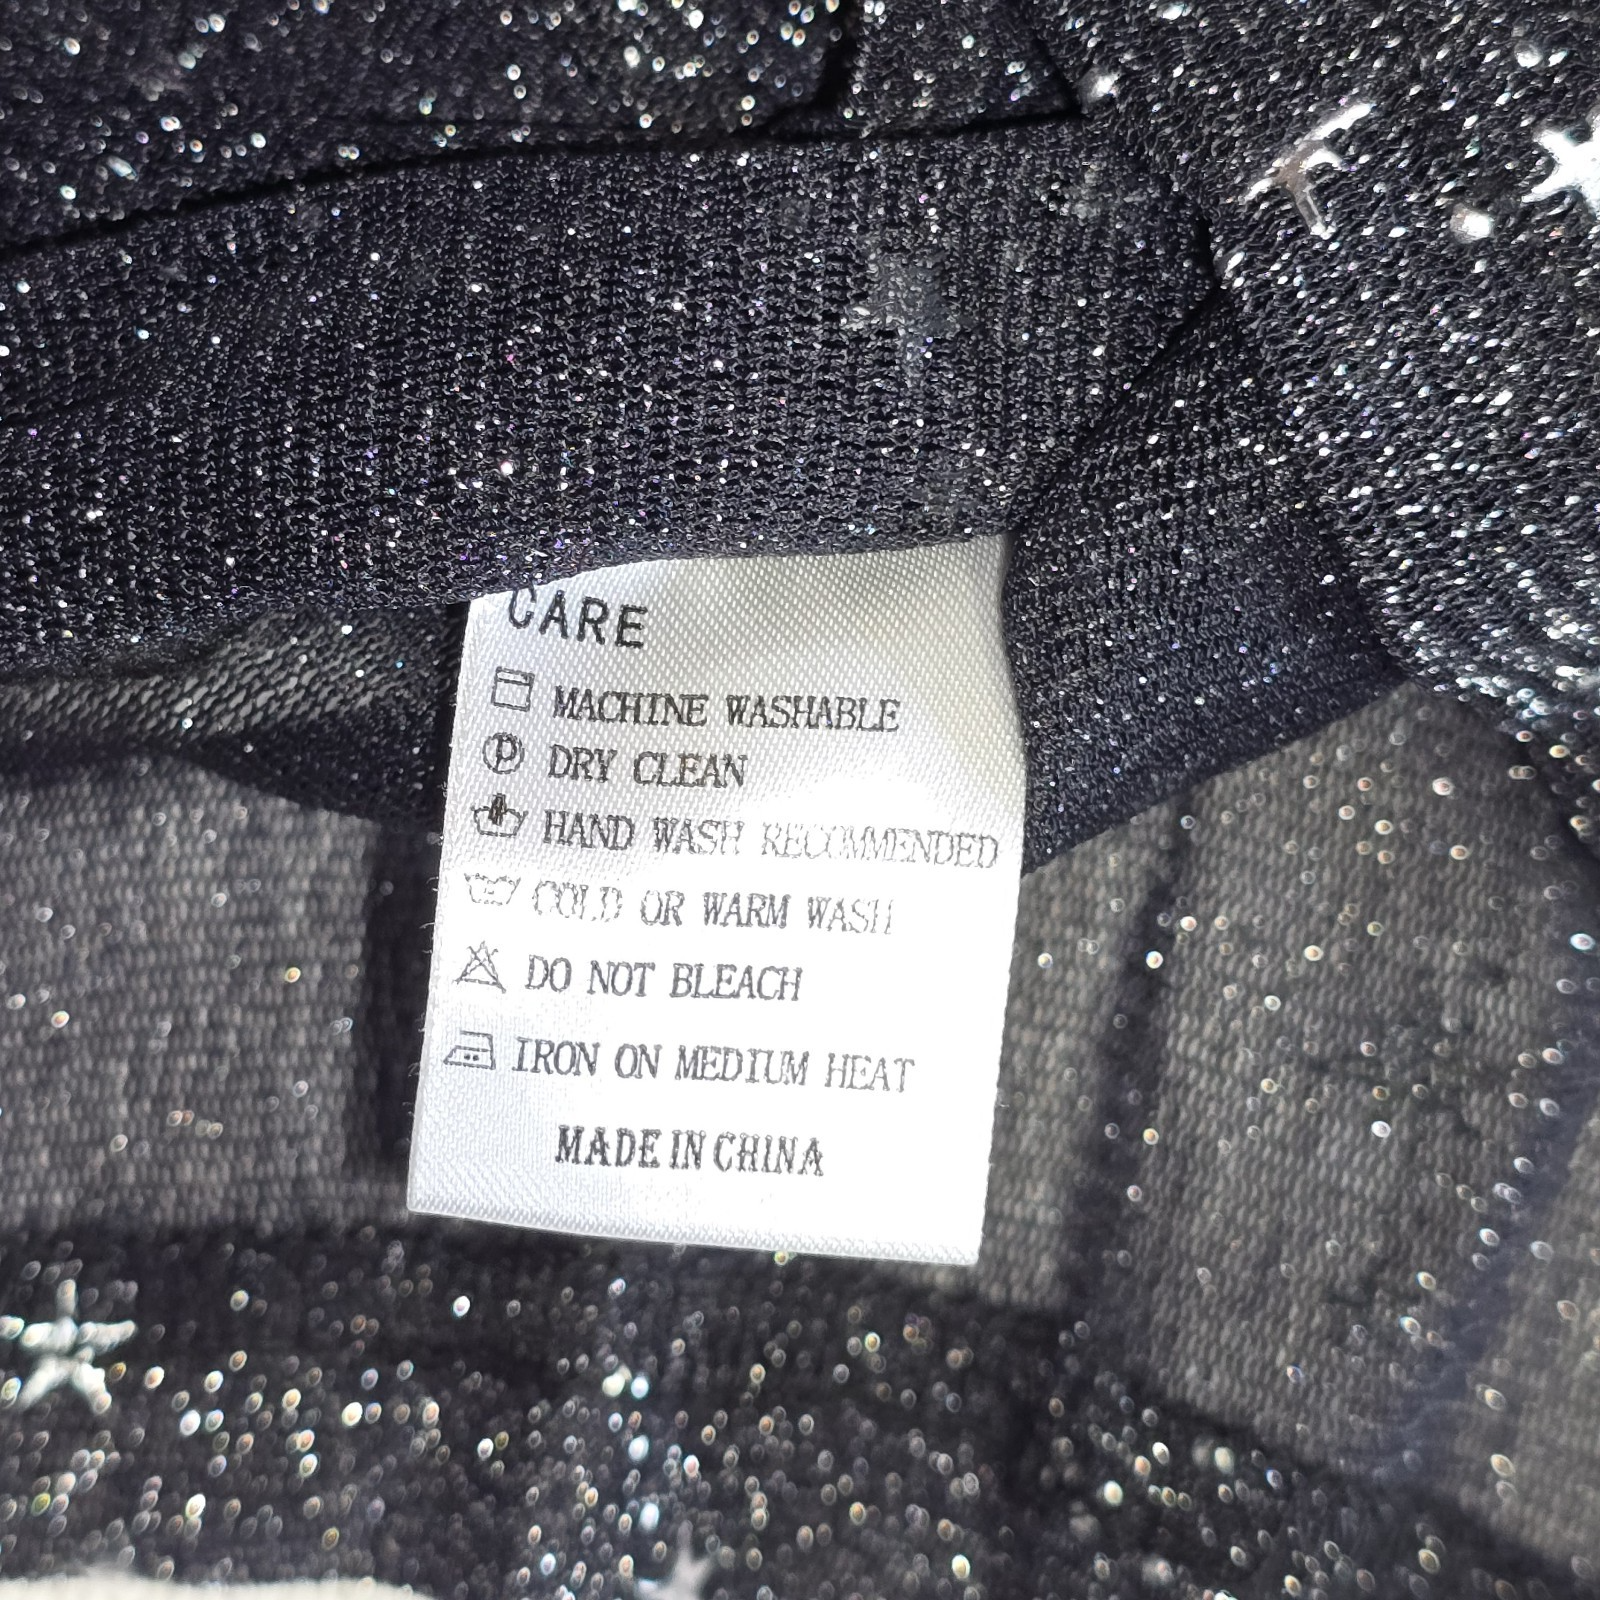 CARE
MACHINE WASHABLE
P DRY CLEAN
HAND WASH RECOMMENDED
COLD OR WARM WASH
DO NOT BLEACH
IRON ON MEDIUM HEAT
MADE IN CHINA